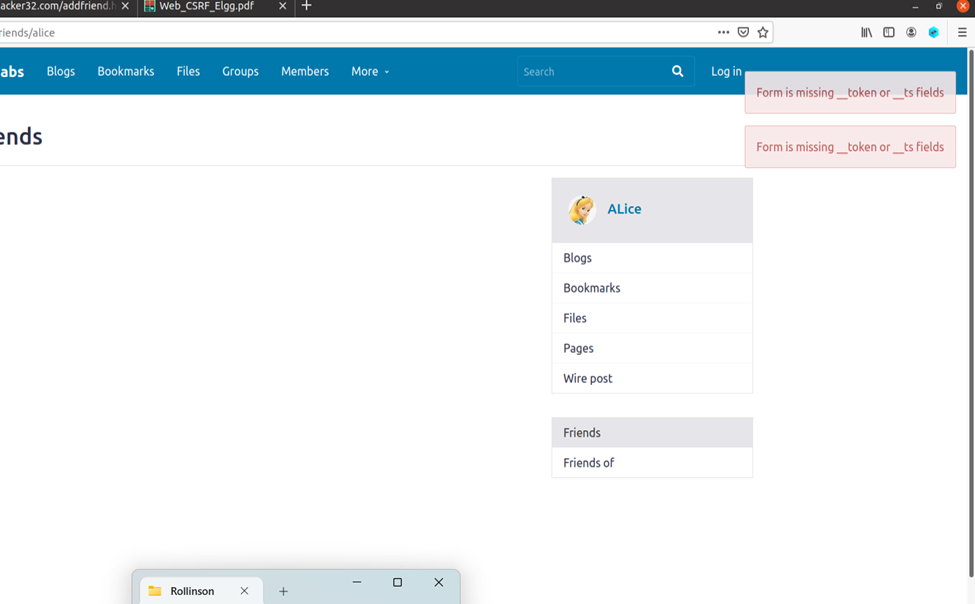 acker32.com/addfriend.h
Web_CSRF_Elgg.pdf
riends/alice
abs Blogs Bookmarks Files Groups Members More Search Log in
Form is missing __token or __ts fields
Form is missing __token or __ts fields
ends
ALice
Blogs
Bookmarks
Files
Pages
Wire post
Friends
Friends of
Rollinson